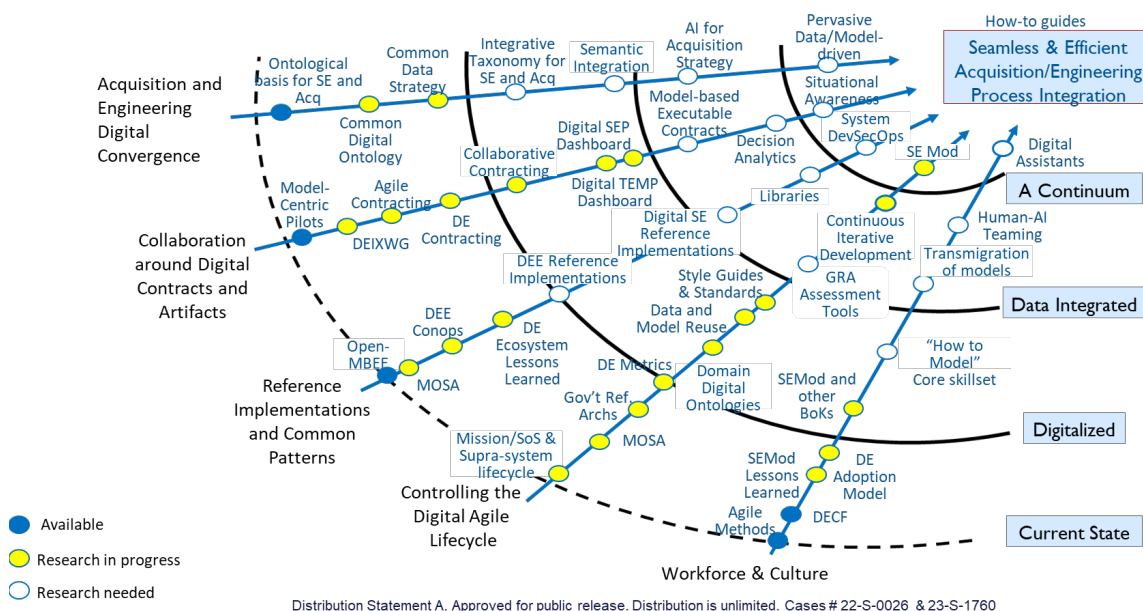 How-to guides
Seamless & Efficient
Acquisition/Engineering
Process Integration
Acquisition and
Engineering
Digital
Convergence
Ontological
basis for SE and
Acq
Common
Digital
Ontology
Common
Data
Strategy
Integrative
Taxonomy for
SE and Acq
Semantic
Integration
AI for
Acquisition
Strategy
Pervasive
Data/Model-
driven
Situational
Awareness
Collaboration
around Digital
Contracts and
Artifacts
Model-
Centric
Pilots
DEIXWG
Agile
Contracting
DE
Contracting
Collaborative
Contracting
Digital SEP
Dashboard
Digital TEMP
Dashboard
Model-based
Executable
Contracts
Decision
Analytics
Reference
Implementations
and Common
Patterns
Open-
MBEE
MOSA
DEE
Conops
DE
Ecosystem
Lessons
Learned
DEE Reference
Implementations
Digital SE
Reference
Implementations
Libraries
System
DevSecOps
Controlling the
Digital Agile
Lifecycle
Mission/SoS &
Supra-system
lifecycle
Gov’t Ref.
Archs
MOSA
DE Metrics
Domain
Digital
Ontologies
Data and
Model Reuse
Style Guides
& Standards
GRA
Assessment
Tools
Continuous
Iterative
Development
SE Mod
Workforce & Culture
Agile
Methods
DECF
SEMod
Lessons
Learned
DE
Adoption
Model
SEMod and
other
BoKs
“How to
Model”
Core skillset
Transmigration
of models
Human-AI
Teaming
Digital
Assistants
A Continuum
Data Integrated
Digitalized
Current State
Available
Research in progress
Research needed
Distribution Statement A. Approved for public release. Distribution is unlimited. Cases # 22-S-0026 & 23-S-1760